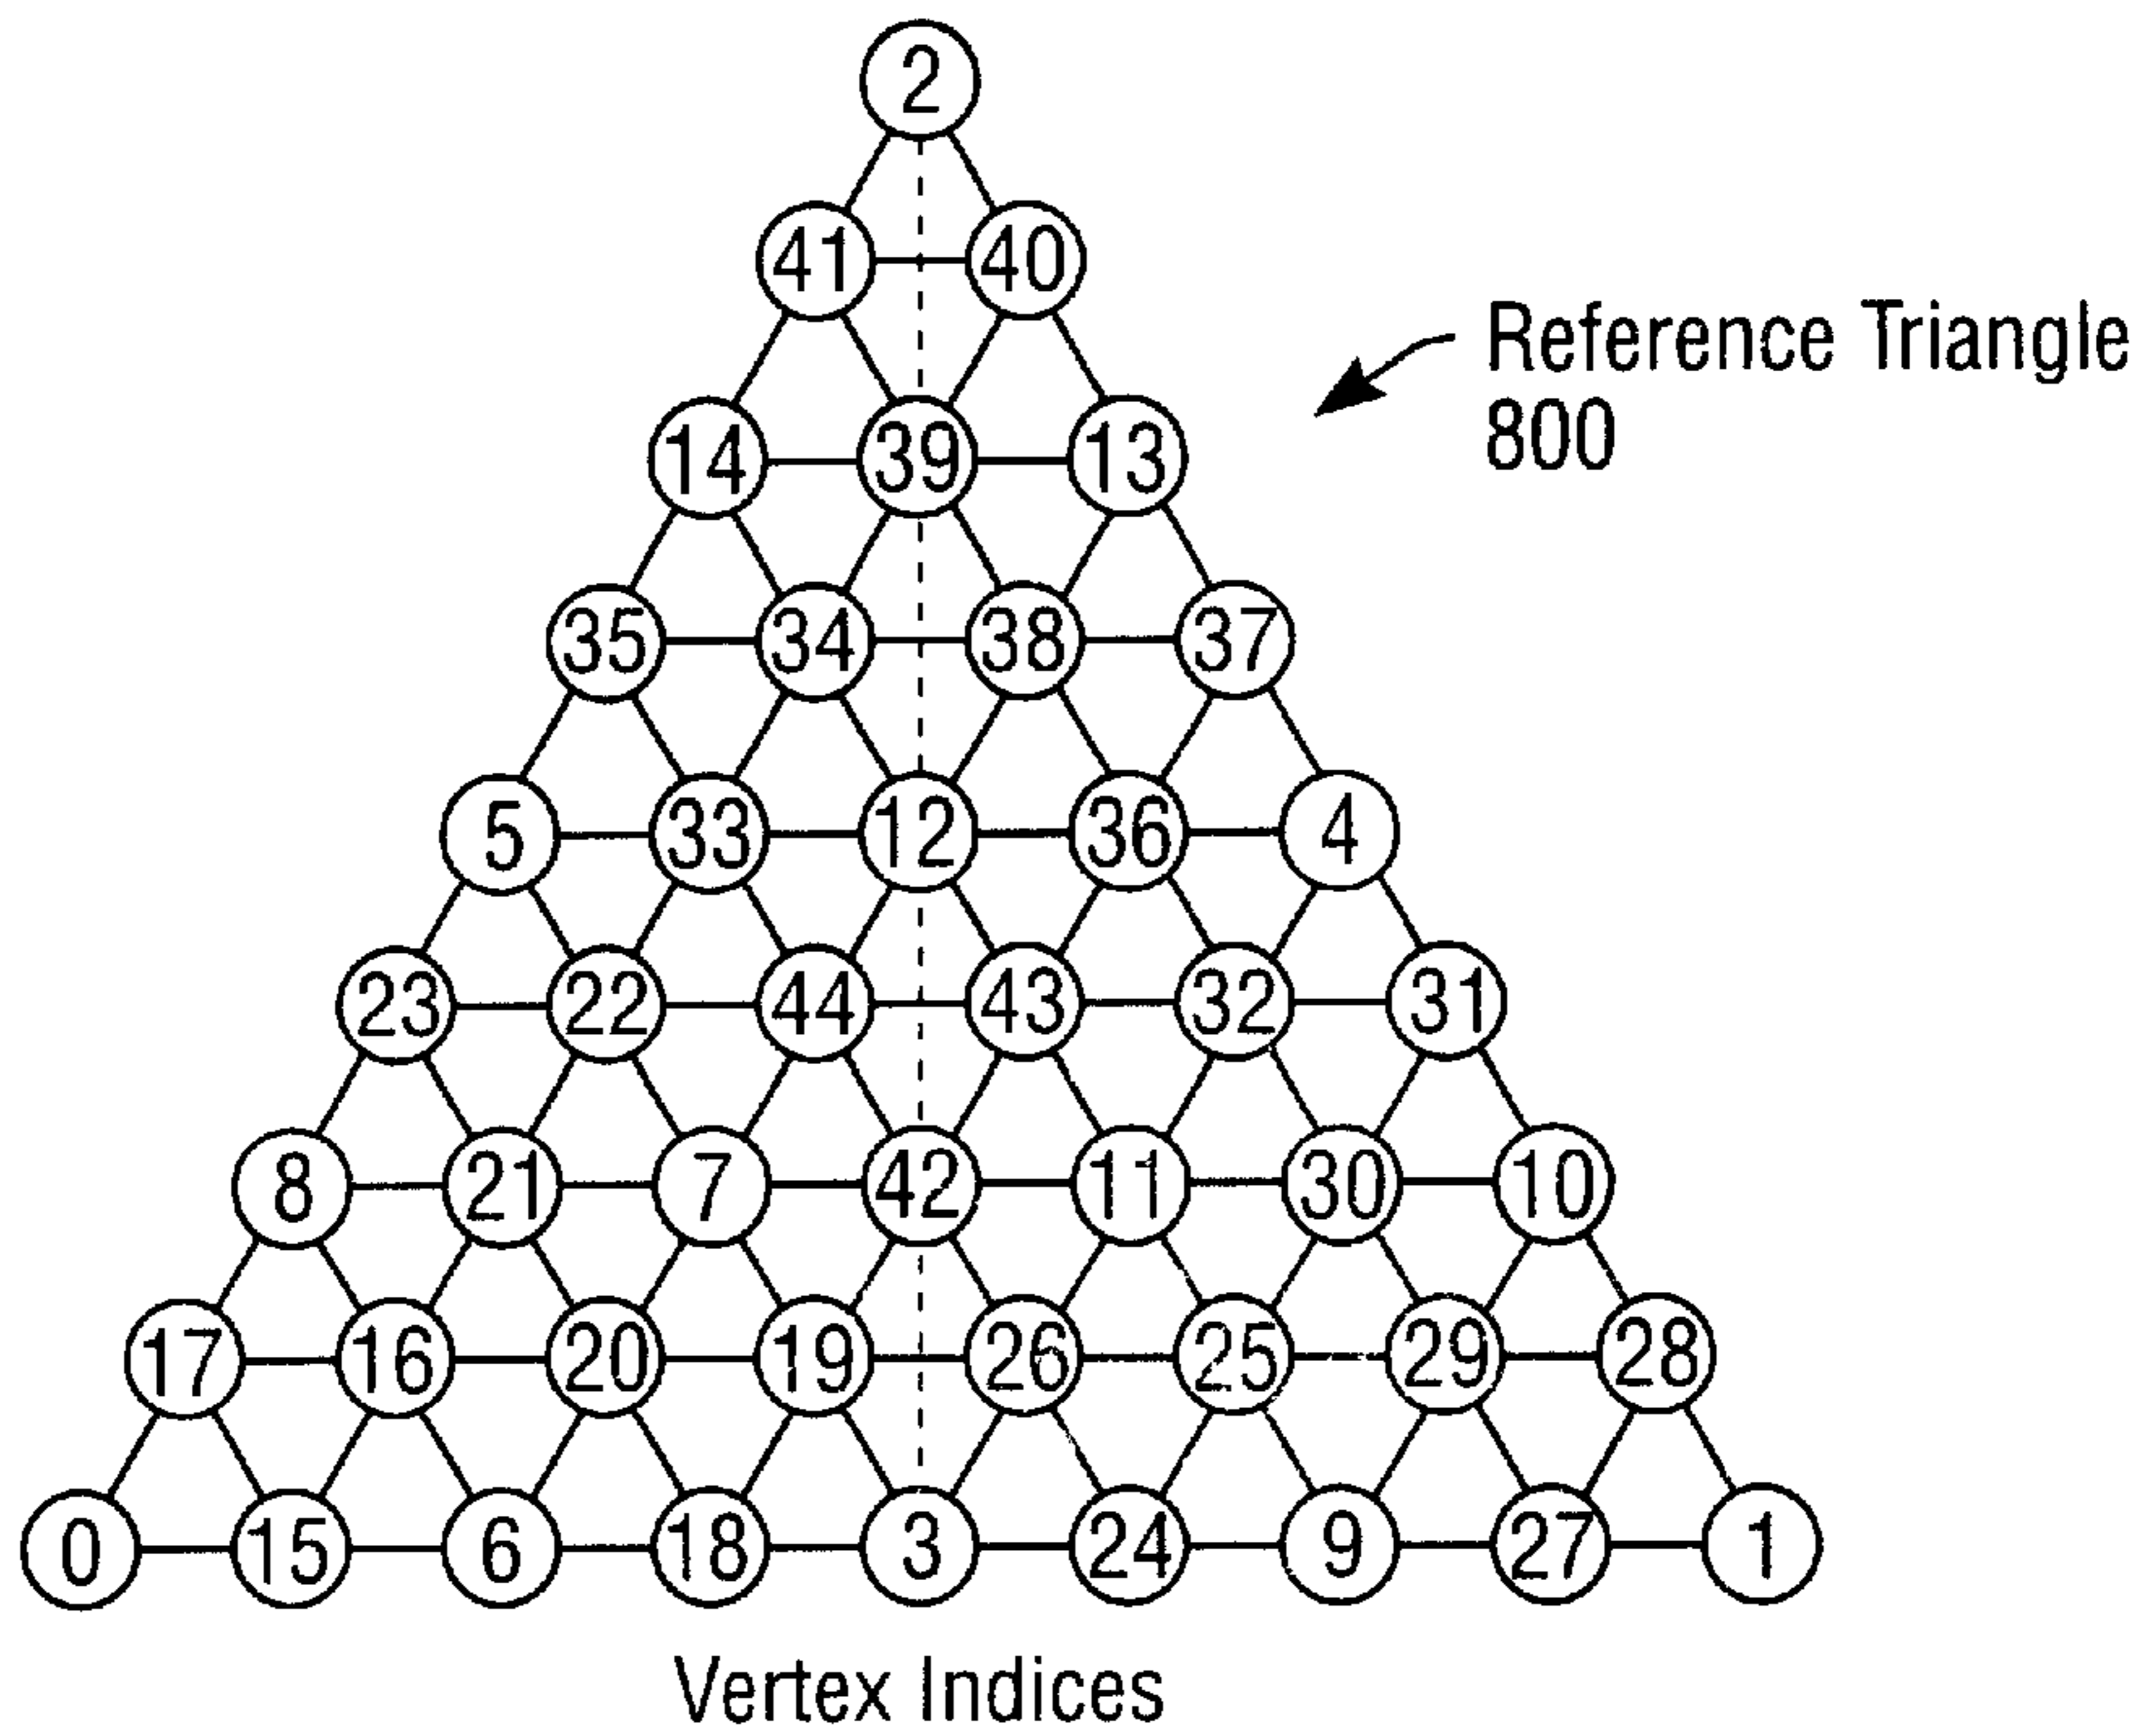 2
41 40
Reference Triangle
800
14 39 13
35 34 38 37
5 33 12 36 4
23 22 44 43 32 31
8 21 7 42 11 30 10
17 16 20 19 26 25 29 28
0 15 6 18 3 24 9 27 1
Vertex Indices